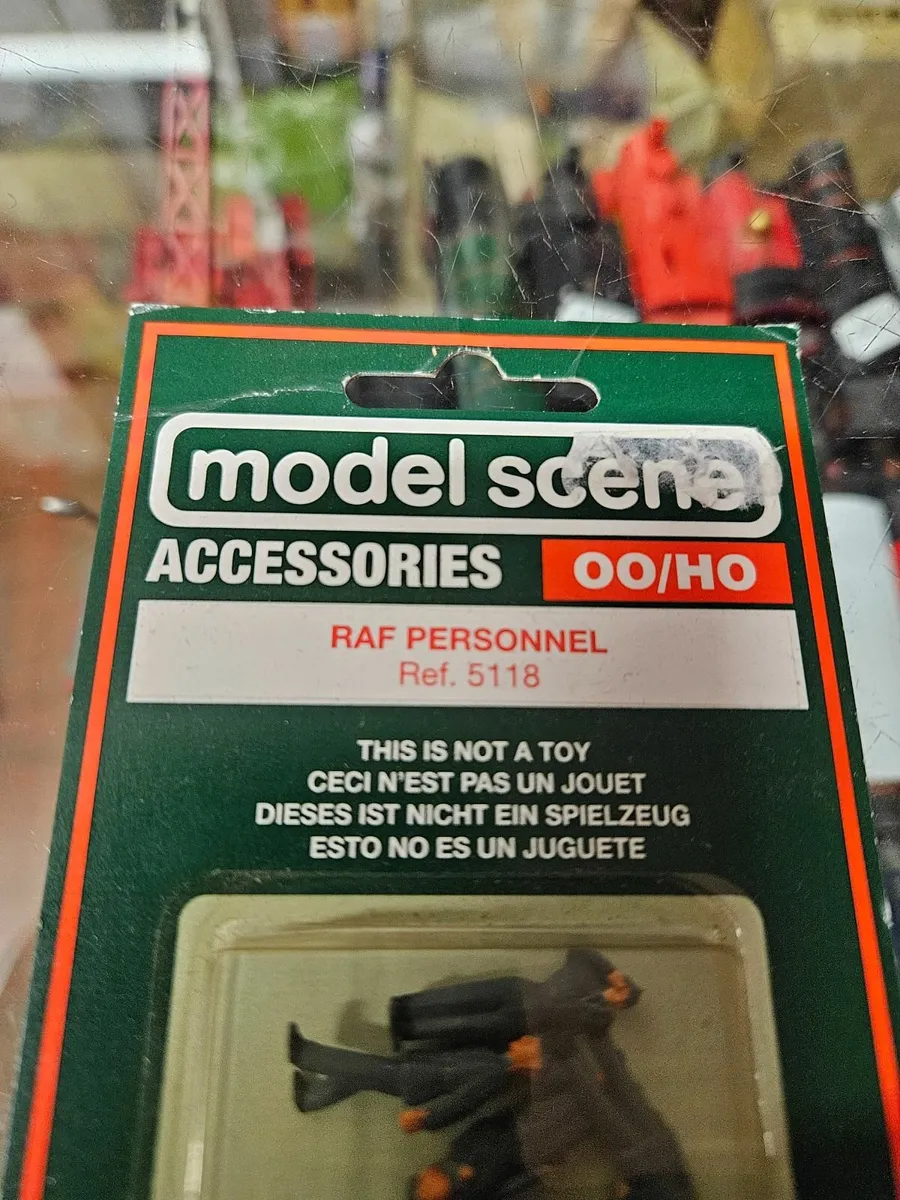 model scene
ACCESSORIES OO/HO
RAF PERSONNEL
Ref. 5118
THIS IS NOT A TOY
CECI N'EST PAS UN JOUET
DIESES IST NICHT EIN SPIELZEUG
ESTO NO ES UN JUGUETE